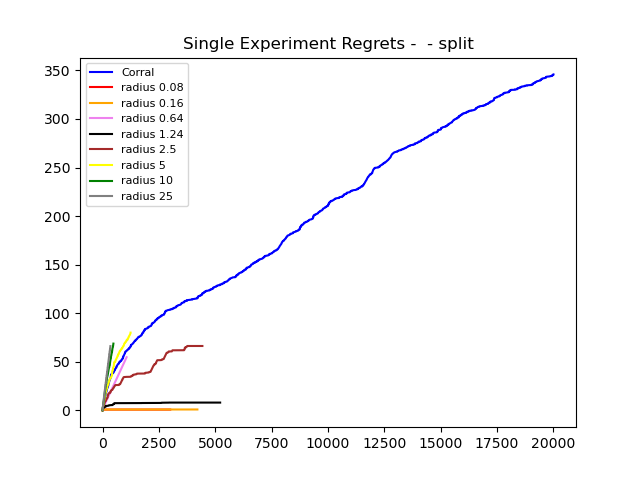 Single Experiment Regrets -  - split
350
300
250
200
150
100
50
0
Corral
radius 0.08
radius 0.16
radius 0.64
radius 1.24
radius 2.5
radius 5
radius 10
radius 25
0 2500 5000 7500 10000 12500 15000 17500 20000